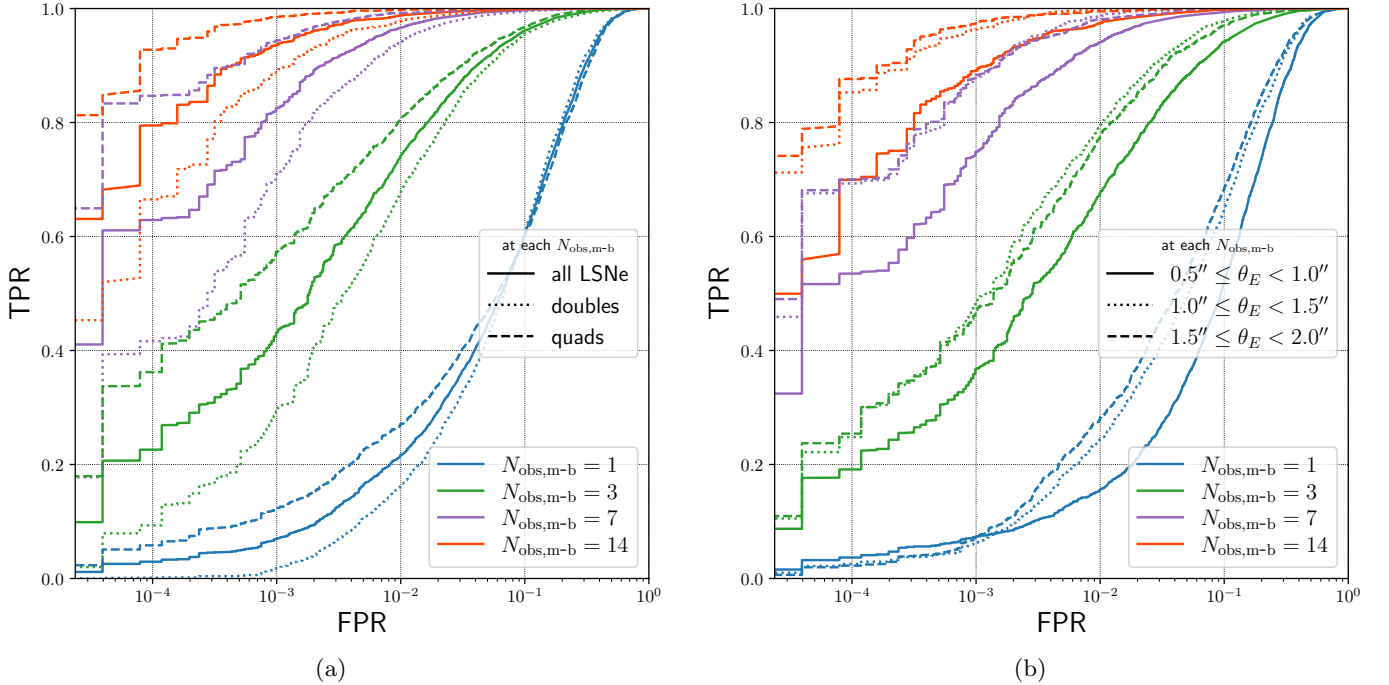 1.0
0.8
0.6
0.4
0.2
0.0
TPR
10⁻⁴
10⁻³
10⁻²
10⁻¹
10⁰
FPR
at each N_obs,m-b
all LSNe
doubles
quads
N_obs,m-b = 1
N_obs,m-b = 3
N_obs,m-b = 7
N_obs,m-b = 14
(a)
1.0
0.8
0.6
0.4
0.2
0.0
TPR
10⁻⁴
10⁻³
10⁻²
10⁻¹
10⁰
FPR
at each N_obs,m-b
0.5″ ≤ θ_E < 1.0″
1.0″ ≤ θ_E < 1.5″
1.5″ ≤ θ_E < 2.0″
N_obs,m-b = 1
N_obs,m-b = 3
N_obs,m-b = 7
N_obs,m-b = 14
(b)